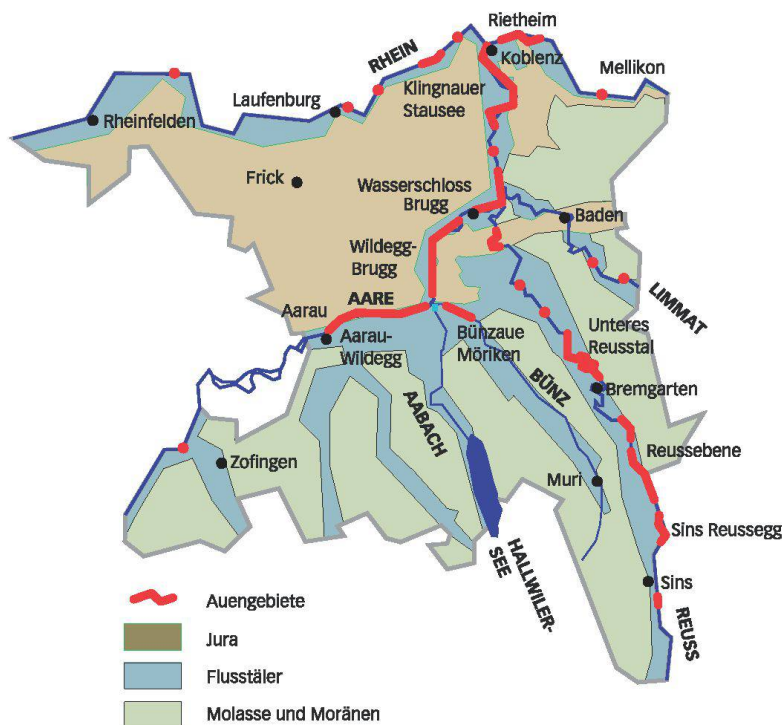 Rietheim
RHEIN
Koblenz
Mellikon
Laufenburg
Klingnauer
Stausee
Rheinfelden
Frick
Wasserschloss
Brugg
Baden
Wildegg-
Brugg
LIMMAT
Aarau
AARE
Aarau-
Wildegg
Bünzaue
Möriken
Unteres
Reusstal
BÜNZ
Bremgarten
AABACH
Reussebene
Zofingen
Muri
Sins Reussegg
HALLWILER-
SEE
Sins
REUSS
Auengebiete
Jura
Flusstäler
Molasse und Moränen